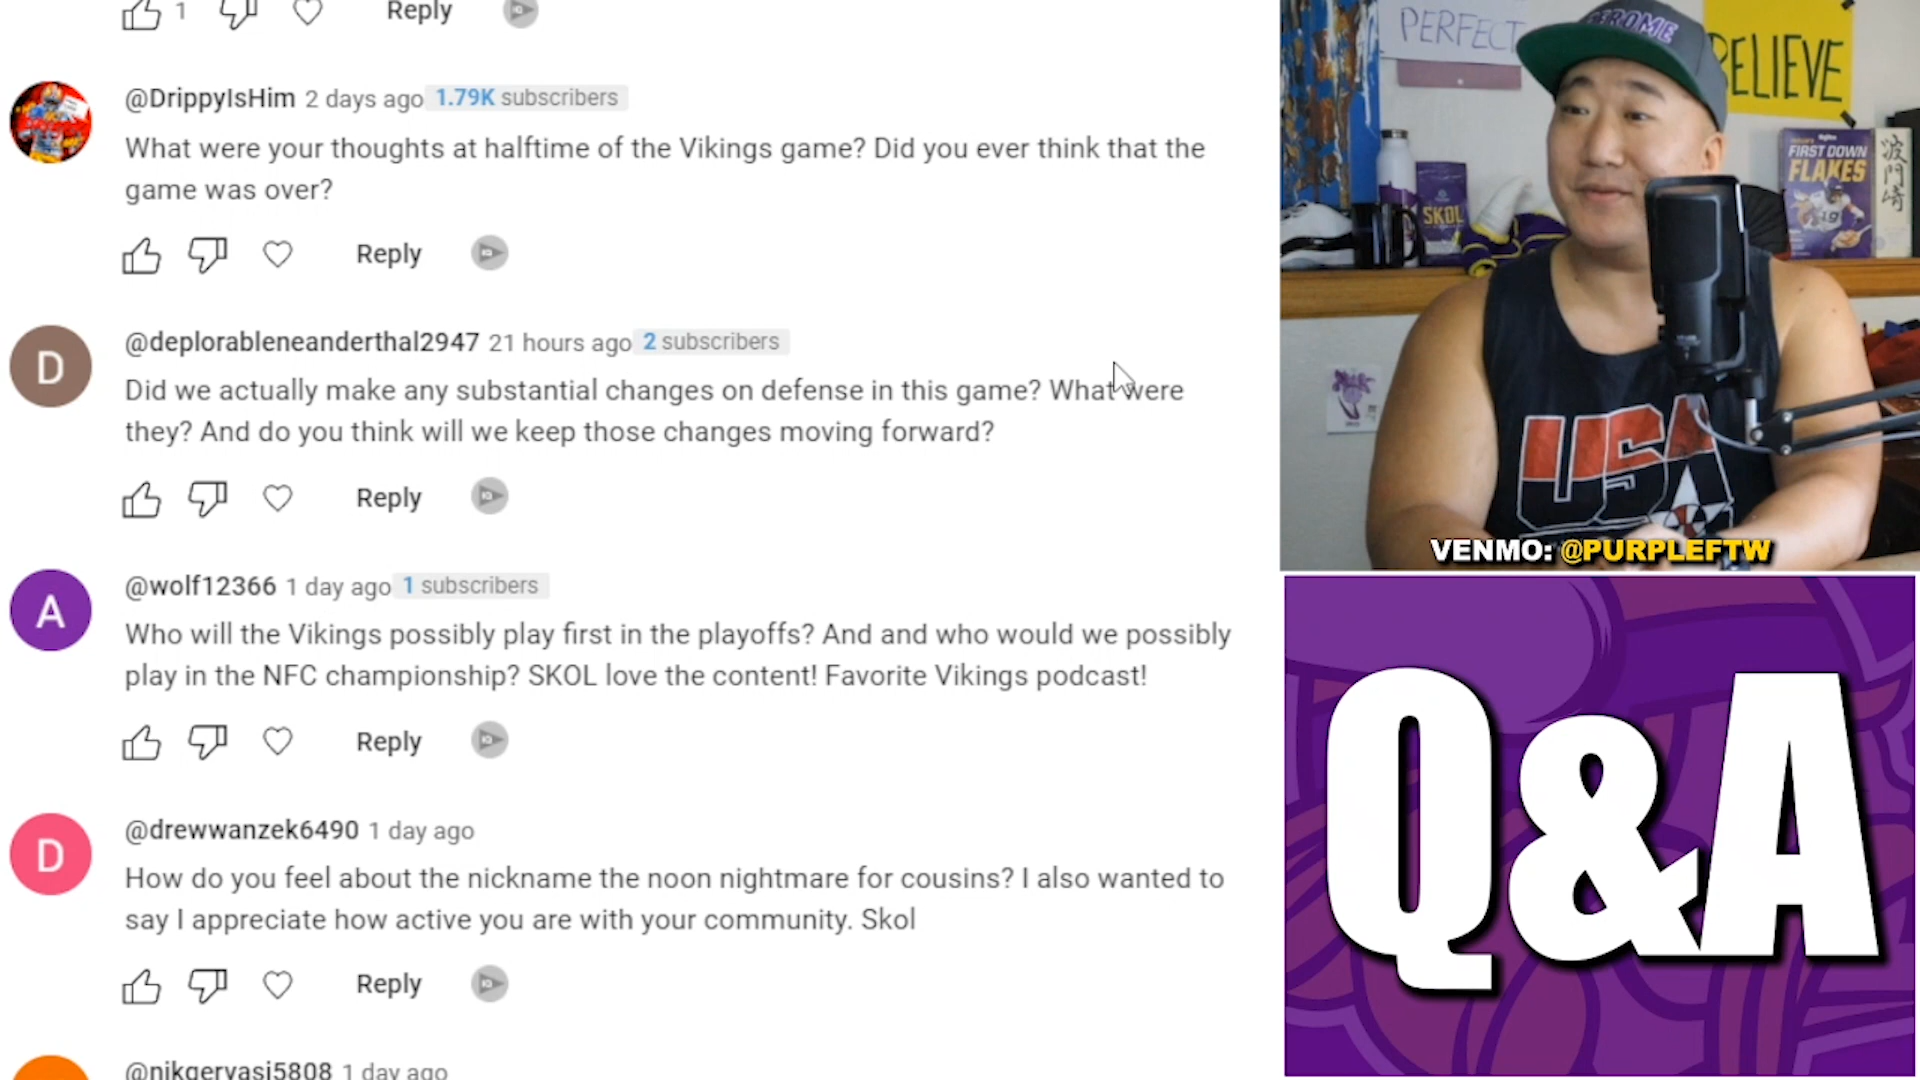 1 Reply
@DrippyIsHim 2 days ago 1.79K subscribers
What were your thoughts at halftime of the Vikings game? Did you ever think that the
game was over?
Reply
D
@deplorableneanderthal2947 21 hours ago 2 subscribers
Did we actually make any substantial changes on defense in this game? What were
they? And do you think will we keep those changes moving forward?
Reply
A
@wolf12366 1 day ago 1 subscribers
Who will the Vikings possibly play first in the playoffs? And and who would we possibly
play in the NFC championship? SKOL love the content! Favorite Vikings podcast!
Reply
D
@drewwanzek6490 1 day ago
How do you feel about the nickname the noon nightmare for cousins? I also wanted to
say I appreciate how active you are with your community. Skol
Reply
@nikgervasi5808 1 day ago
PERFECT
BELIEVE
FIRST DOWN
FLAKES
19
SKOL
USA
VENMO: @PURPLEFTW
Q&A